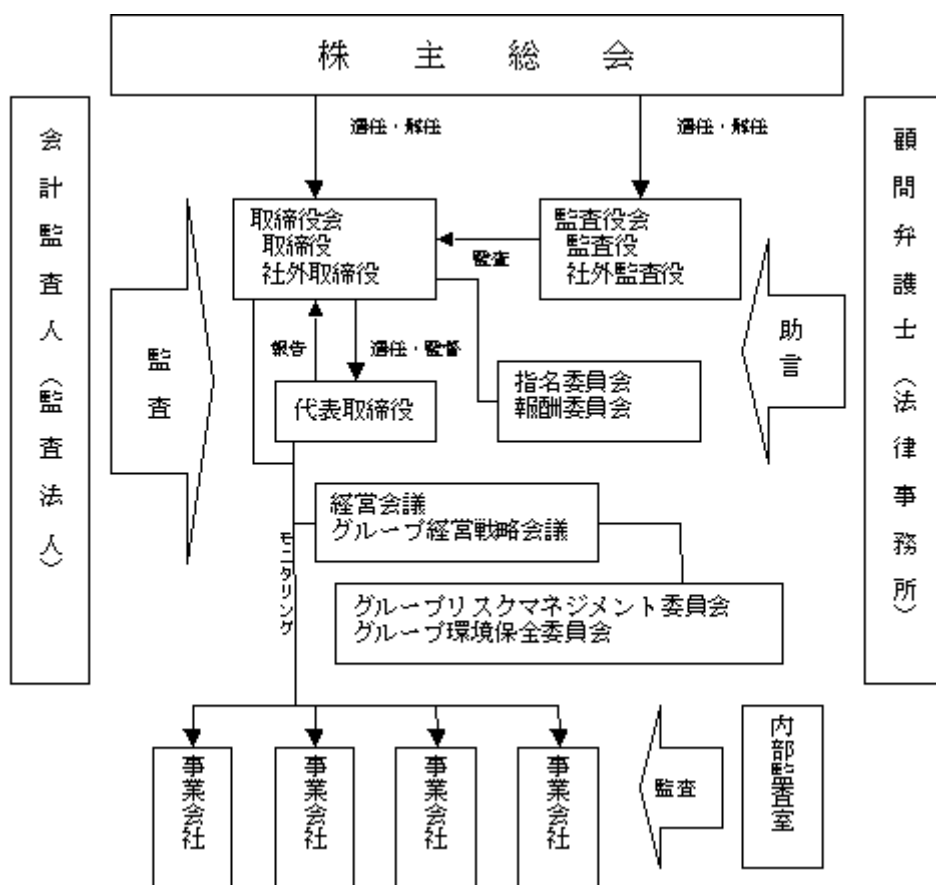 株主総会
選任・解任
選任・解任
会計監査人（監査法人）
顧問弁護士（法律事務所）
取締役会
取締役
社外取締役
監査役会
監査役
社外監査役
監査
監査
助言
報告
選任・監督
代表取締役
指名委員会
報酬委員会
経営会議
グループ経営戦略会議
モニタリング
グループリスクマネジメント委員会
グループ環境保全委員会
事業会社
事業会社
事業会社
事業会社
監査
内部監査室